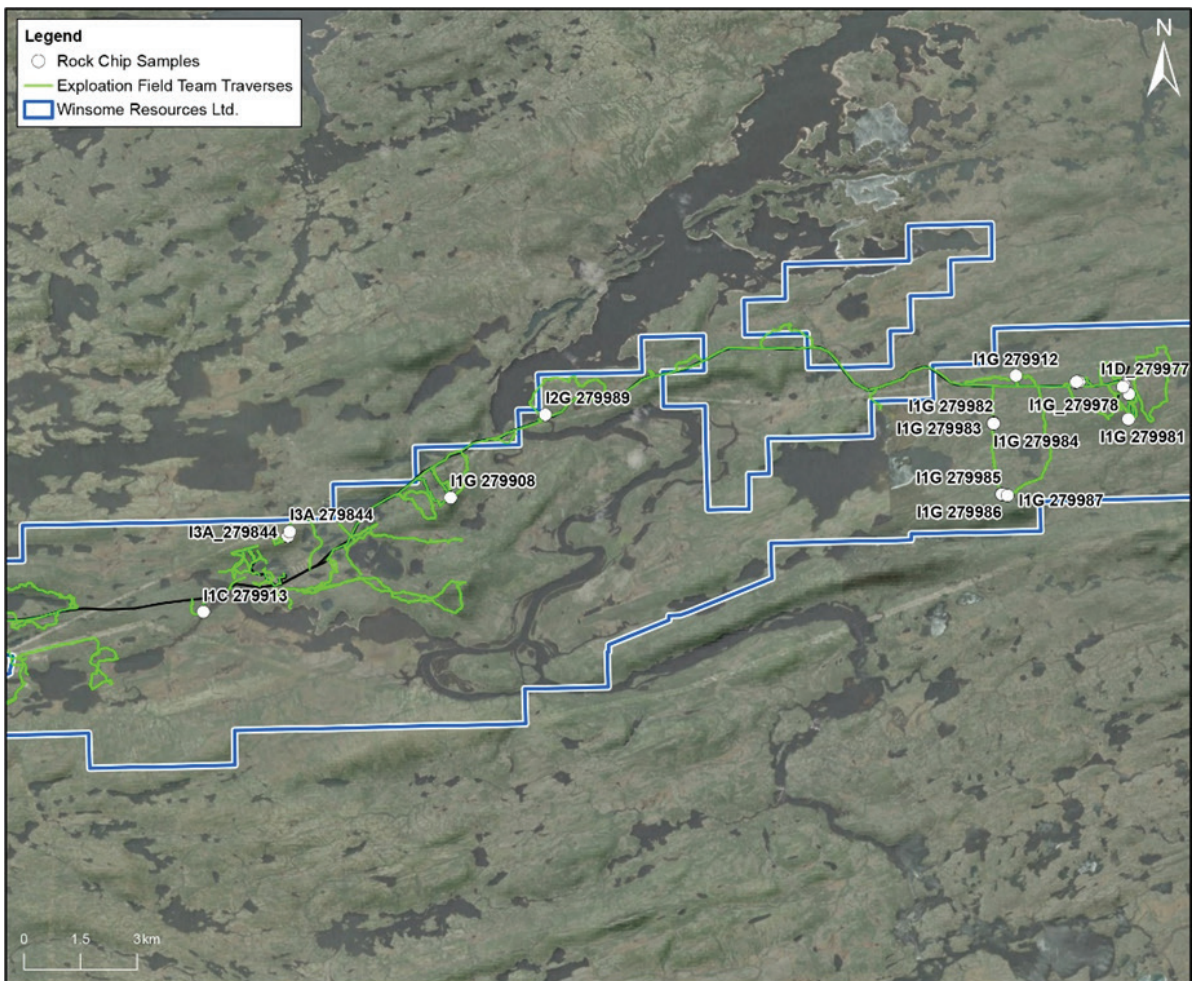 Legend
Rock Chip Samples
Exploation Field Team Traverses
Winsome Resources Ltd.
N
I1G 279912
I1D_279977
I2G 279989
I1G 279982
I1G_279978
I1G 279983
I1G 279984
I1G 279981
I1G 279985
I1G 279908
I1G 279986
I1G 279987
I3A 279844
I3A_279844
I1C 279913
0 1.5 3km